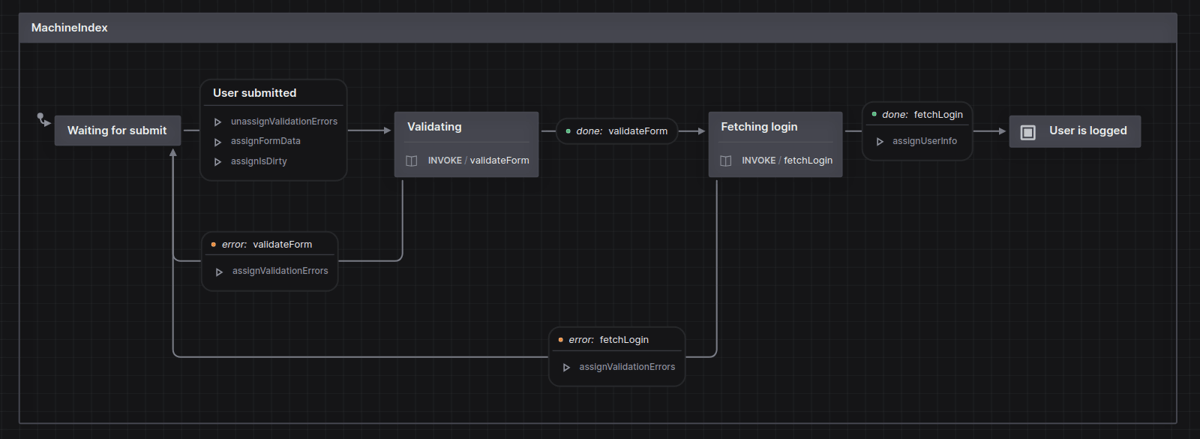 MachineIndex
Waiting for submit
User submitted
unassignValidationErrors
assignFormData
assignIsDirty
Validating
INVOKE / validateForm
done: validateForm
Fetching login
INVOKE / fetchLogin
done: fetchLogin
assignUserInfo
User is logged
error: validateForm
assignValidationErrors
error: fetchLogin
assignValidationErrors